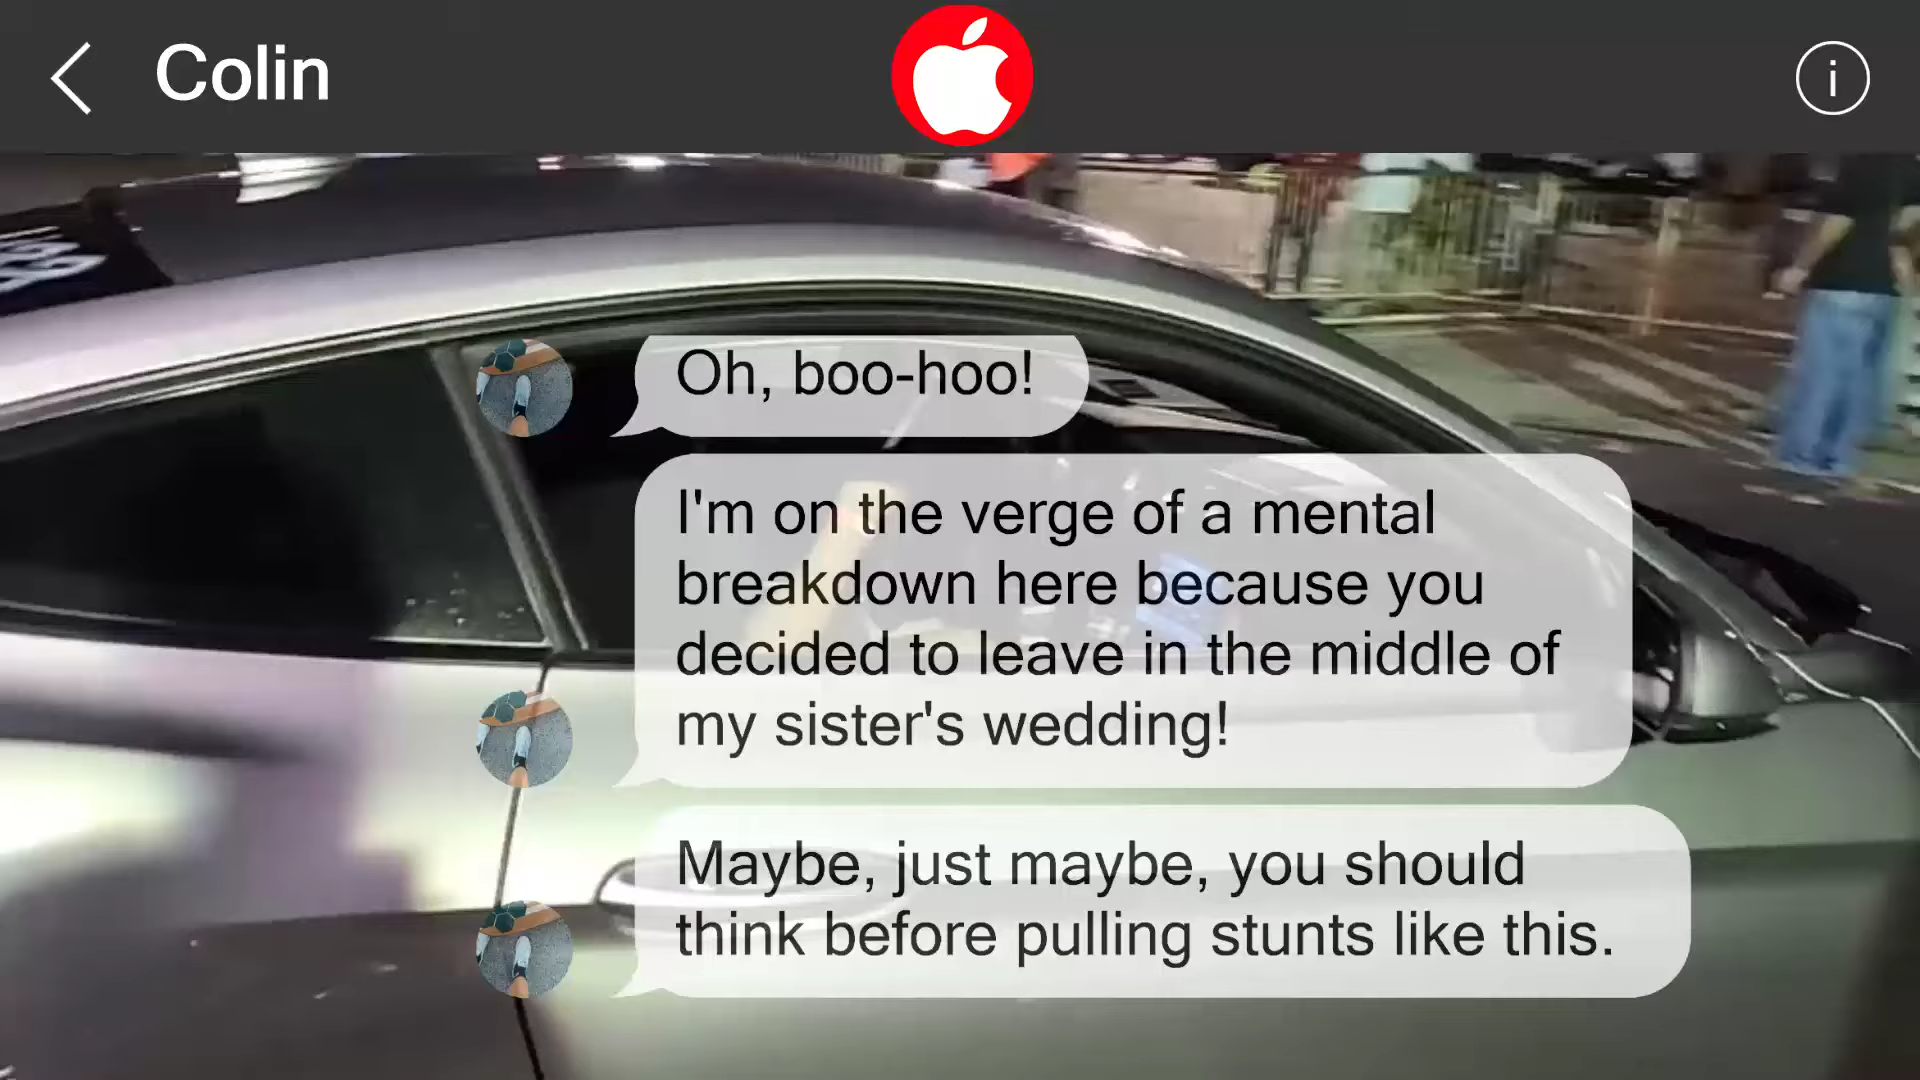 Colin
i
Oh, boo-hoo!
I'm on the verge of a mental
breakdown here because you
decided to leave in the middle of
my sister's wedding!
Maybe, just maybe, you should
think before pulling stunts like this.